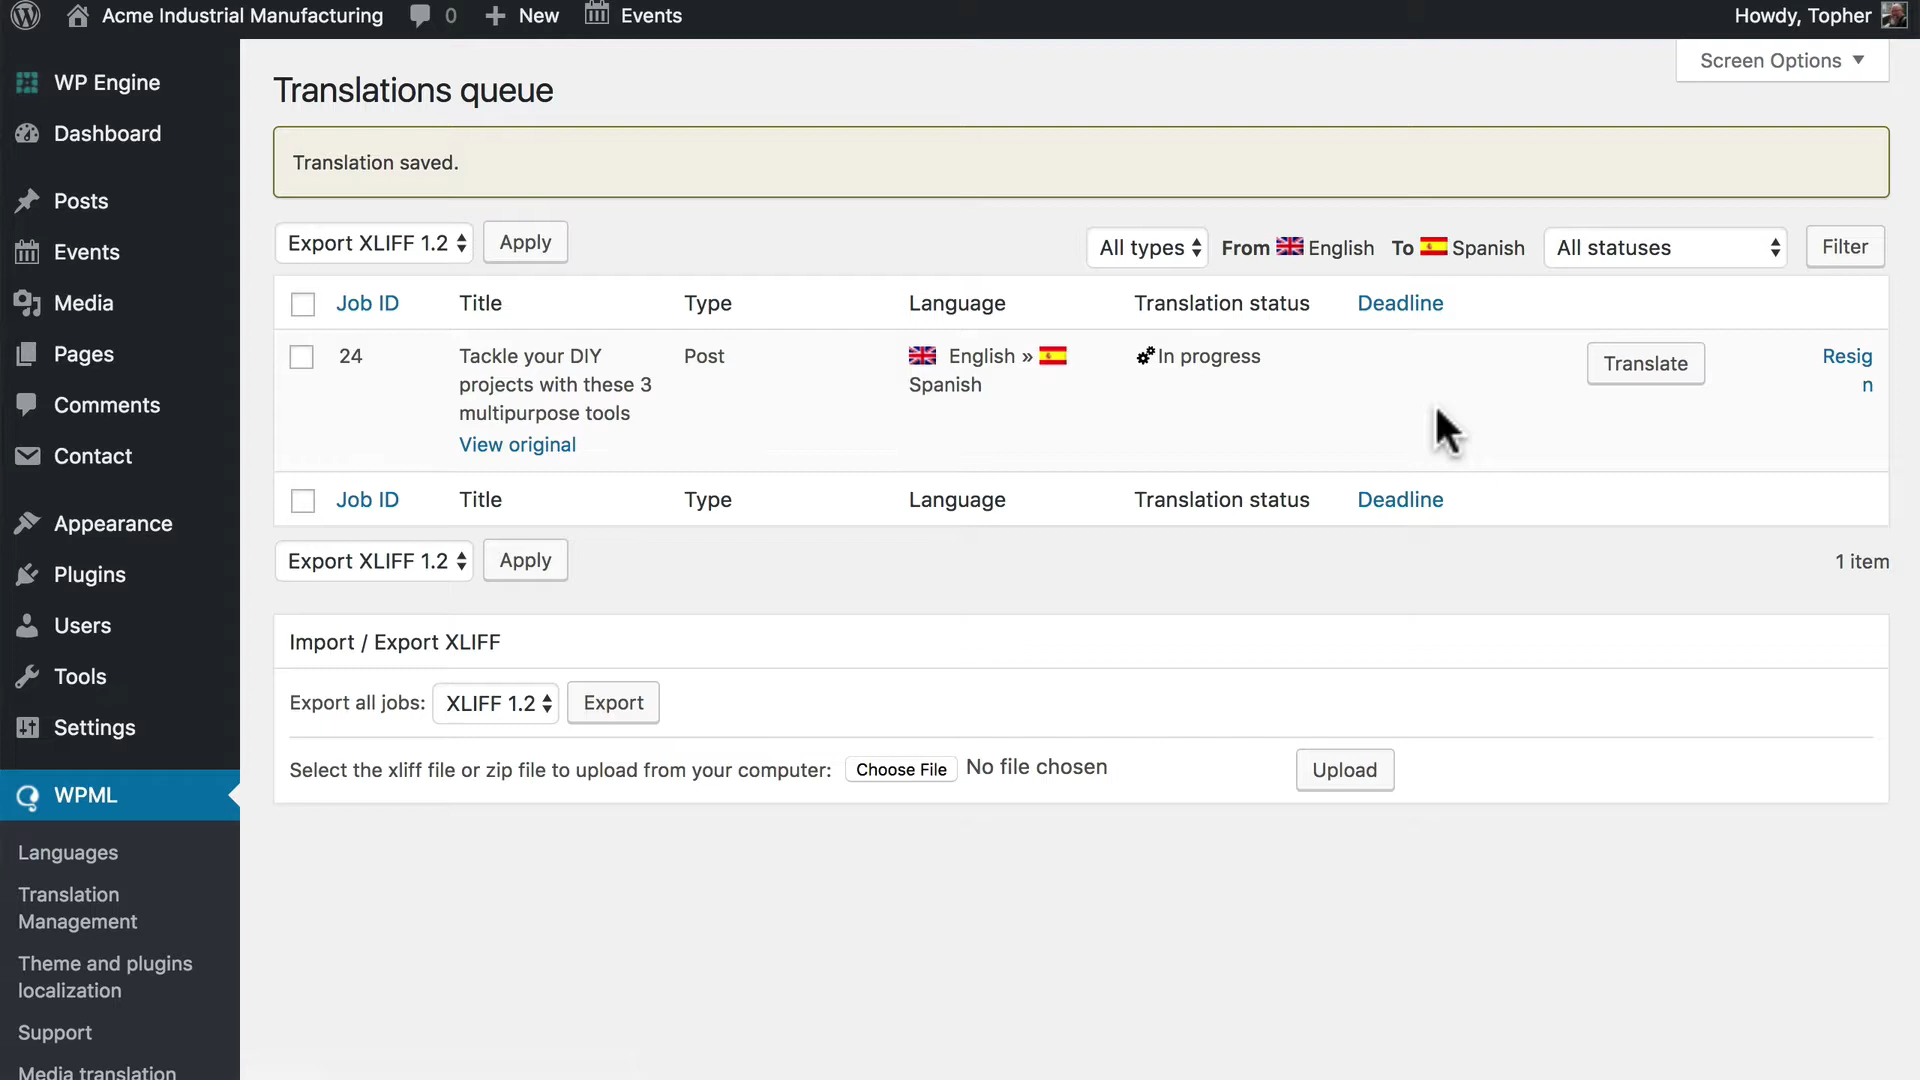 Acme Industrial Manufacturing 0 New Events Howdy, Topher
Screen Options
WP Engine
Dashboard
Posts
Events
Media
Pages
Comments
Contact
Appearance
Plugins
Users
Tools
Settings
WPML
Languages
Translation
Management
Theme and plugins
localization
Support
Media translation
Translations queue
Translation saved.
Export XLIFF 1.2 Apply All types From English To Spanish All statuses Filter
Job ID Title Type Language Translation status Deadline
24 Tackle your DIY Post English » In progress Translate Resig
projects with these 3 Spanish n
multipurpose tools
View original
Job ID Title Type Language Translation status Deadline
Export XLIFF 1.2 Apply 1 item
Import / Export XLIFF
Export all jobs: XLIFF 1.2 Export
Select the xliff file or zip file to upload from your computer: Choose File No file chosen Upload